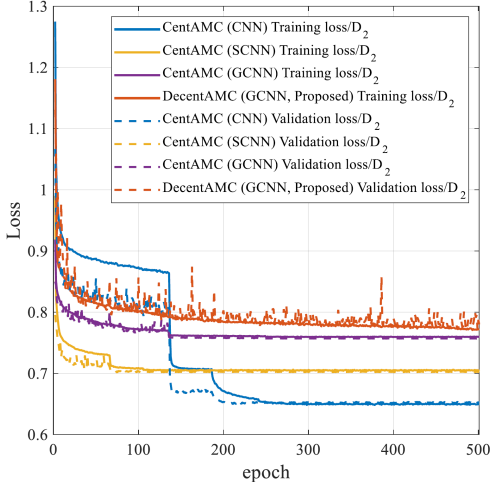 1.3
1.2
1.1
1
0.9
0.8
0.7
0.6
Loss
CentAMC (CNN) Training loss/D₂
CentAMC (SCNN) Training loss/D₂
CentAMC (GCNN) Training loss/D₂
DecentAMC (GCNN, Proposed) Training loss/D₂
CentAMC (CNN) Validation loss/D₂
CentAMC (SCNN) Validation loss/D₂
CentAMC (GCNN) Validation loss/D₂
DecentAMC (GCNN, Proposed) Validation loss/D₂
0 100 200 300 400 500
epoch